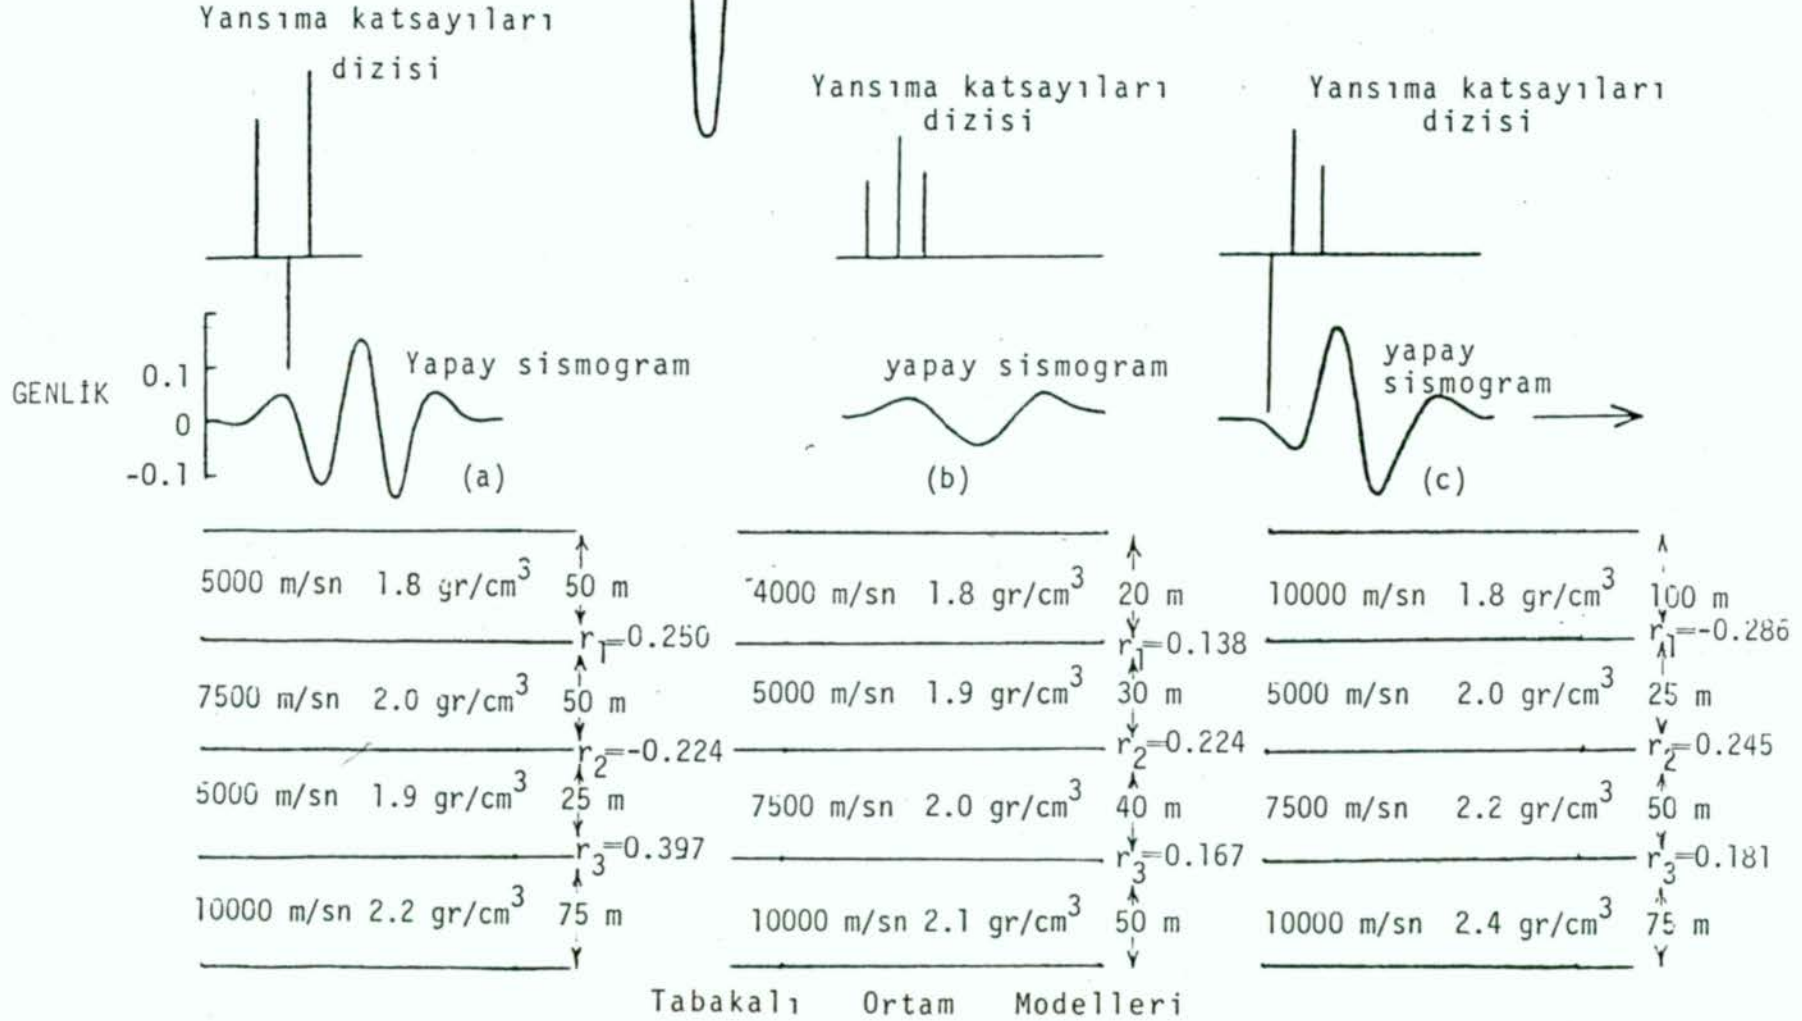 Yansıma katsayıları
dizisi
Yansıma katsayıları
dizisi
Yansıma katsayıları
dizisi
GENLİK
0.1
0
-0.1
Yapay sismogram
(a)
yapay sismogram
(b)
yapay
sismogram
(c)
5000 m/sn 1.8 gr/cm³ 50 m
r₁=0.250
7500 m/sn 2.0 gr/cm³ 50 m
r₂=-0.224
5000 m/sn 1.9 gr/cm³ 25 m
r₃=0.397
10000 m/sn 2.2 gr/cm³ 75 m
4000 m/sn 1.8 gr/cm³ 20 m
r₁=0.138
5000 m/sn 1.9 gr/cm³ 30 m
r₂=0.224
7500 m/sn 2.0 gr/cm³ 40 m
r₃=0.167
10000 m/sn 2.1 gr/cm³ 50 m
10000 m/sn 1.8 gr/cm³ 100 m
r₁=-0.286
5000 m/sn 2.0 gr/cm³ 25 m
r₂=0.245
7500 m/sn 2.2 gr/cm³ 50 m
r₃=0.181
10000 m/sn 2.4 gr/cm³ 75 m
Tabakalı Ortam Modelleri